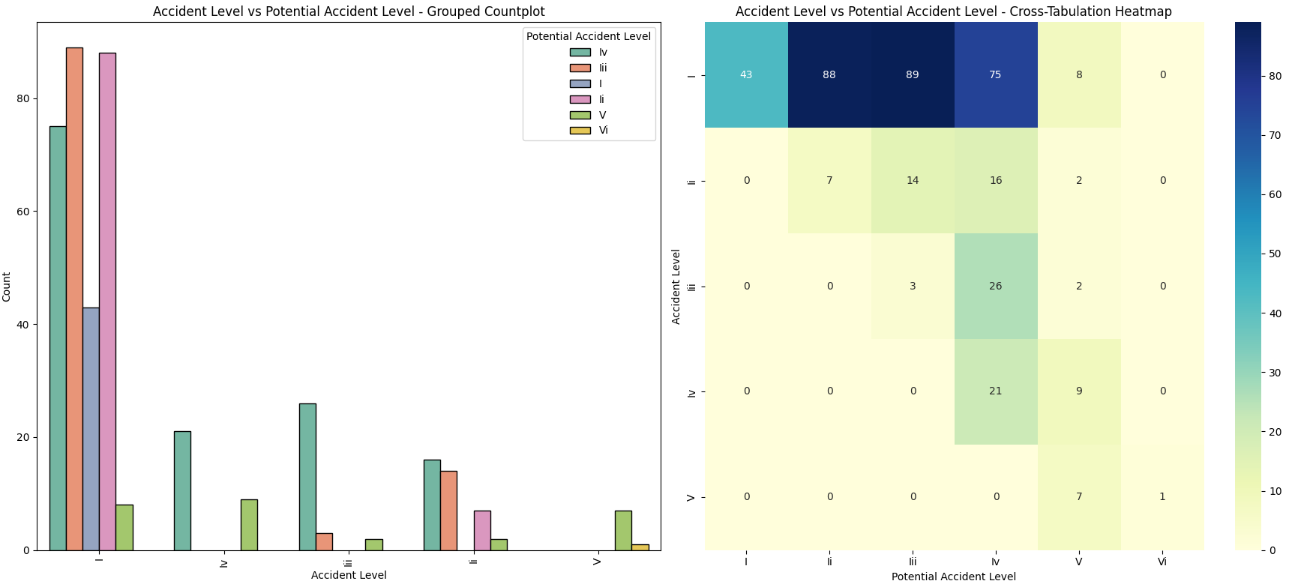 Accident Level vs Potential Accident Level - Grouped Countplot
Potential Accident Level
Iv
Iii
I
Ii
V
Vi
80
60
40
20
0
Count
I
Iv
Iii
Ii
V
Accident Level
Accident Level vs Potential Accident Level - Cross-Tabulation Heatmap
I
43 88 89 75 8 0
Ii
0 7 14 16 2 0
Iii
0 0 3 26 2 0
Iv
0 0 0 21 9 0
V
0 0 0 0 7 1
Accident Level
I Ii Iii Iv V Vi
Potential Accident Level
80
70
60
50
40
30
20
10
0